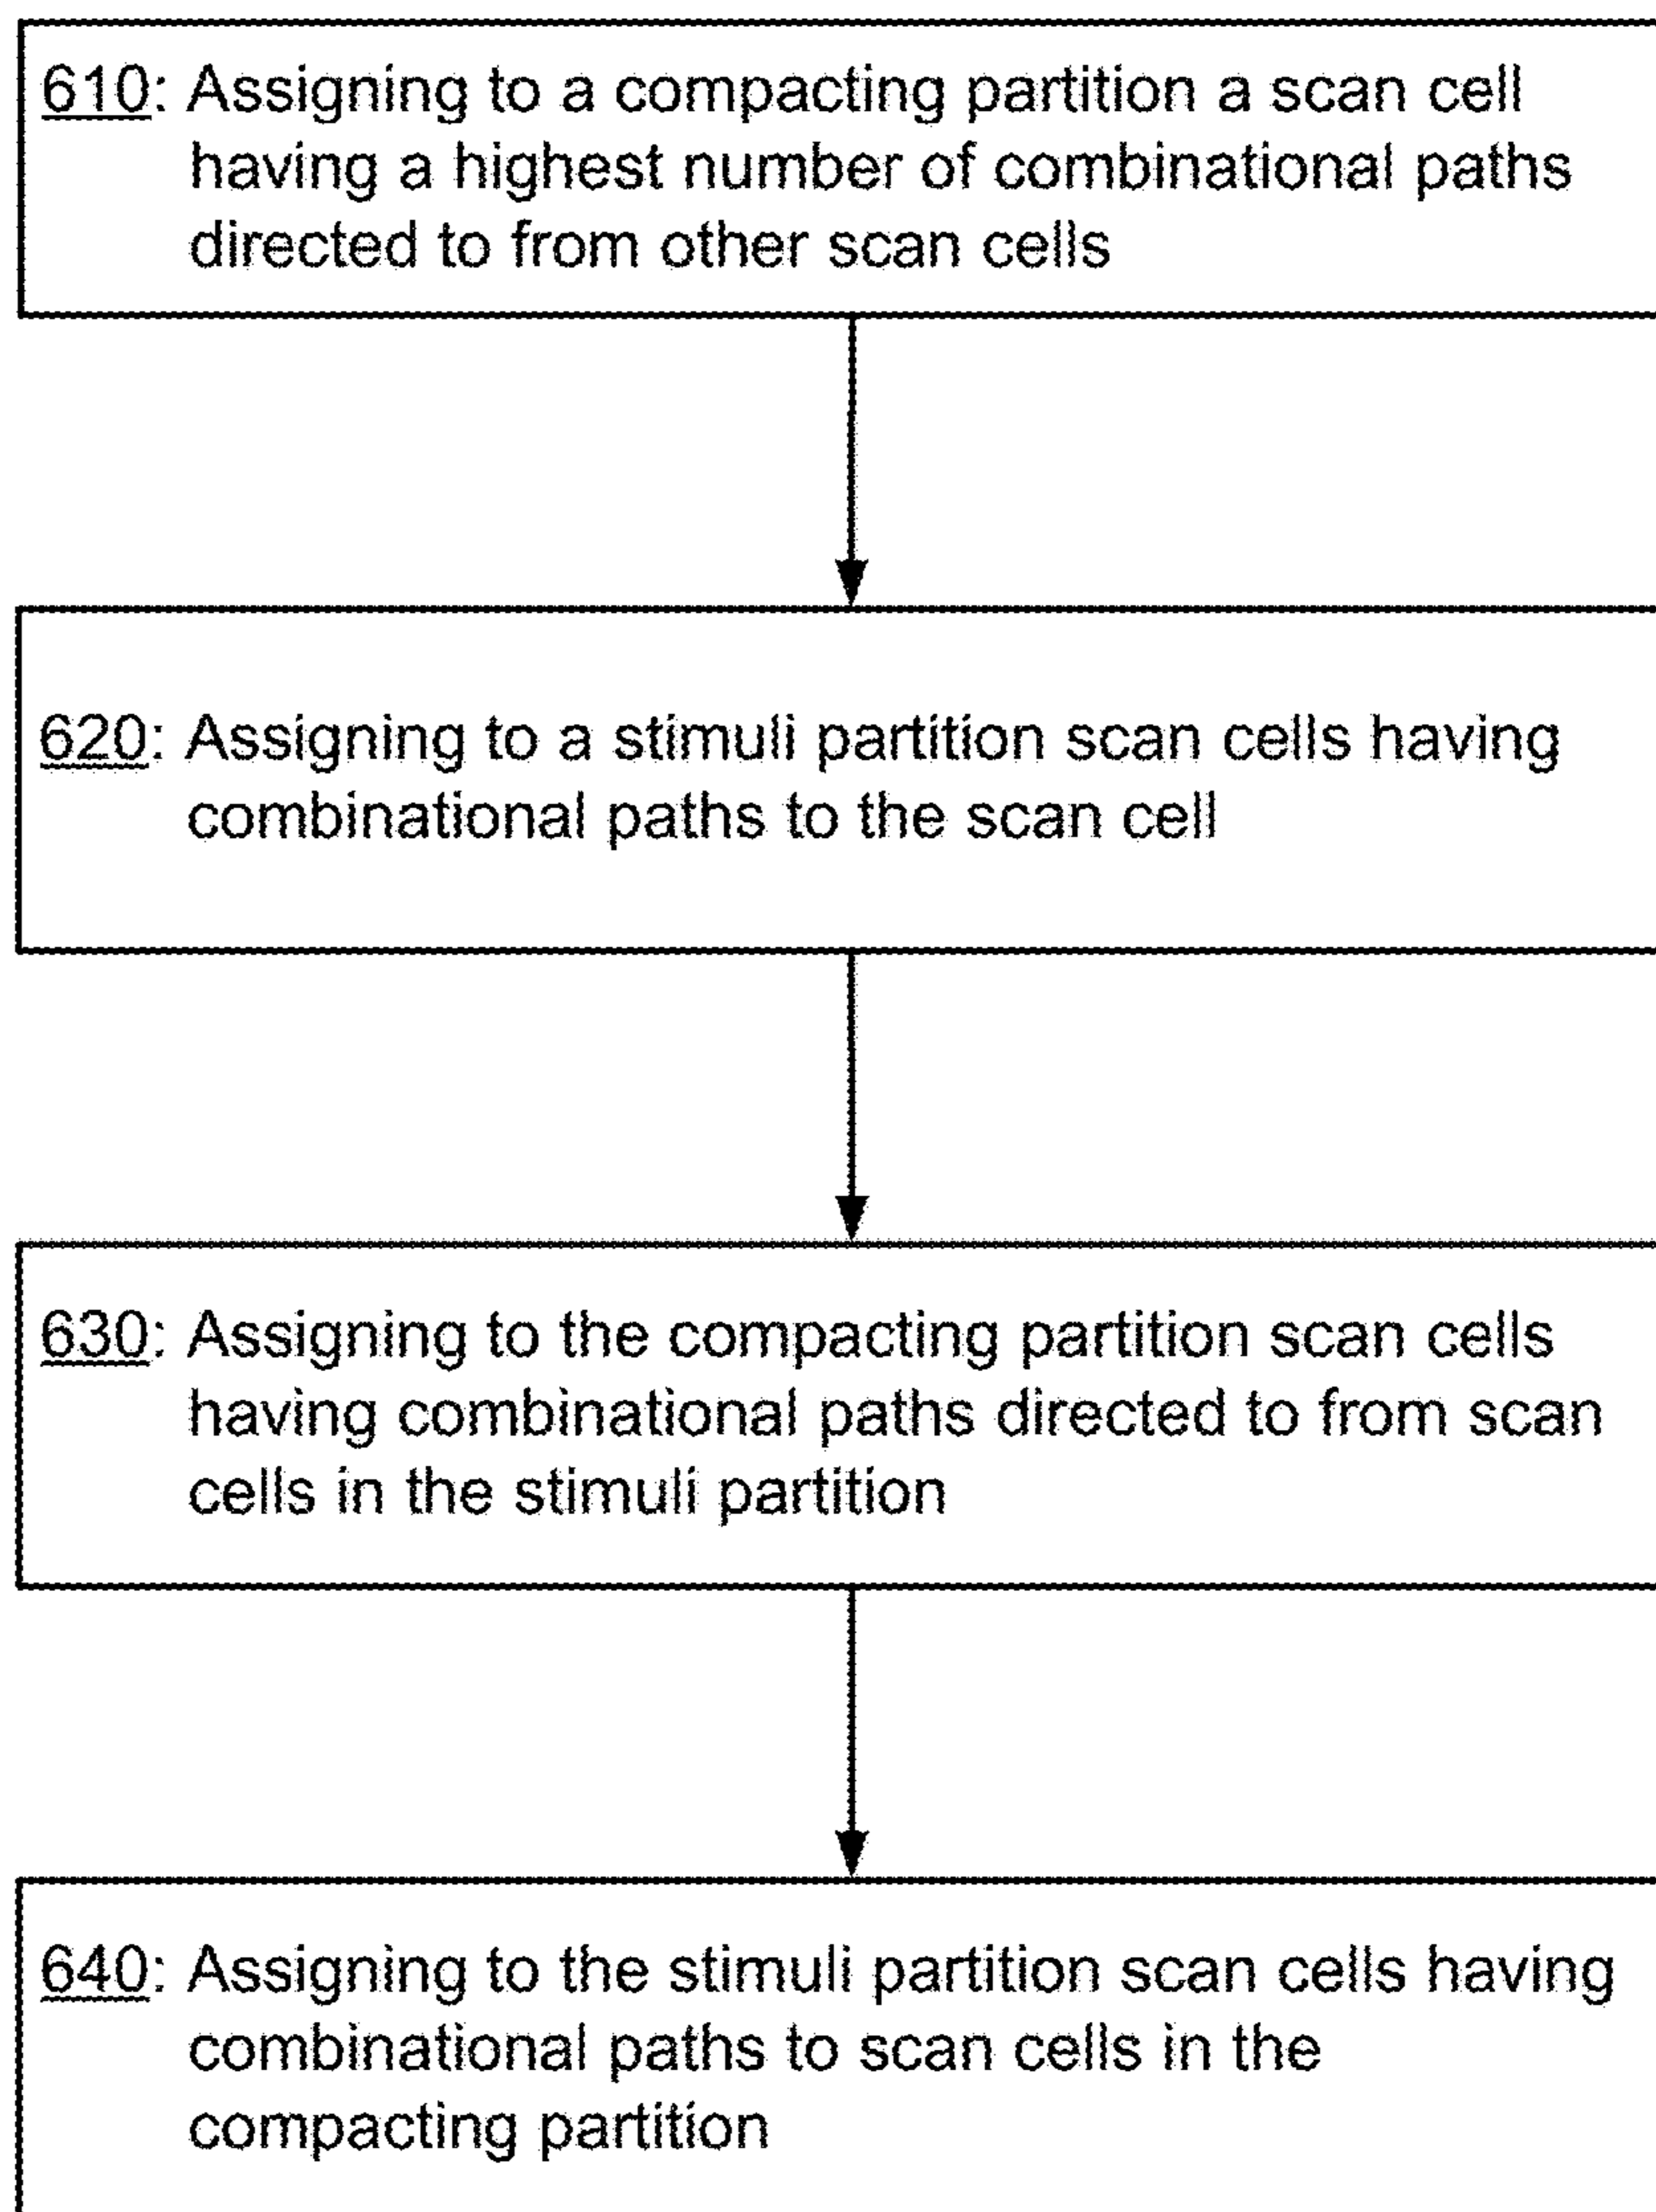 610: Assigning to a compacting partition a scan cell
having a highest number of combinational paths
directed to from other scan cells
620: Assigning to a stimuli partition scan cells having
combinational paths to the scan cell
630: Assigning to the compacting partition scan cells
having combinational paths directed to from scan
cells in the stimuli partition
640: Assigning to the stimuli partition scan cells having
combinational paths to scan cells in the
compacting partition